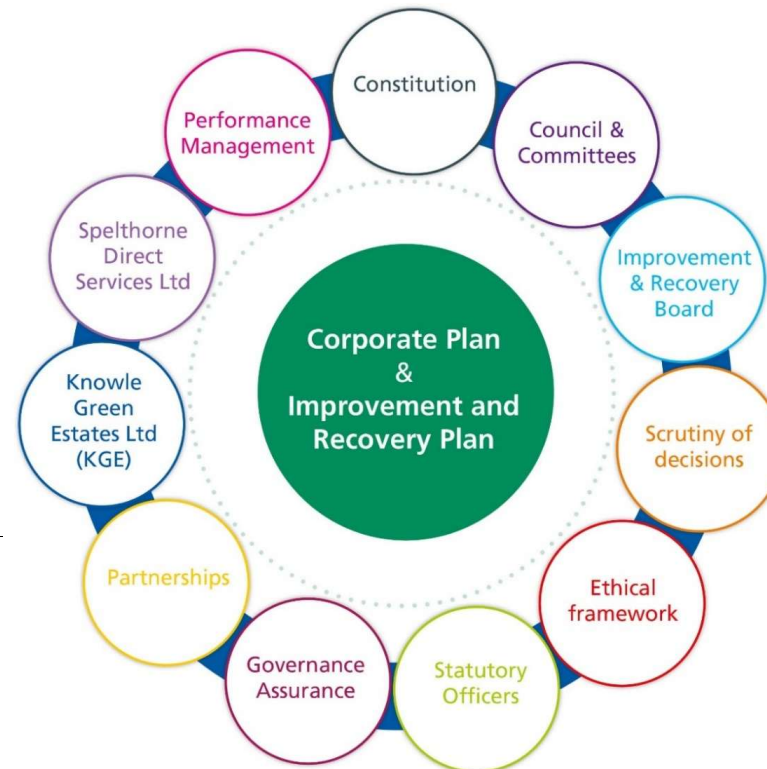 Constitution
Council &
Committees
Improvement
& Recovery
Board
Scrutiny of
decisions
Ethical
framework
Statutory
Officers
Governance
Assurance
Partnerships
Knowle
Green
Estates Ltd
(KGE)
Spelthorne
Direct
Services Ltd
Performance
Management
Corporate Plan
&
Improvement and
Recovery Plan